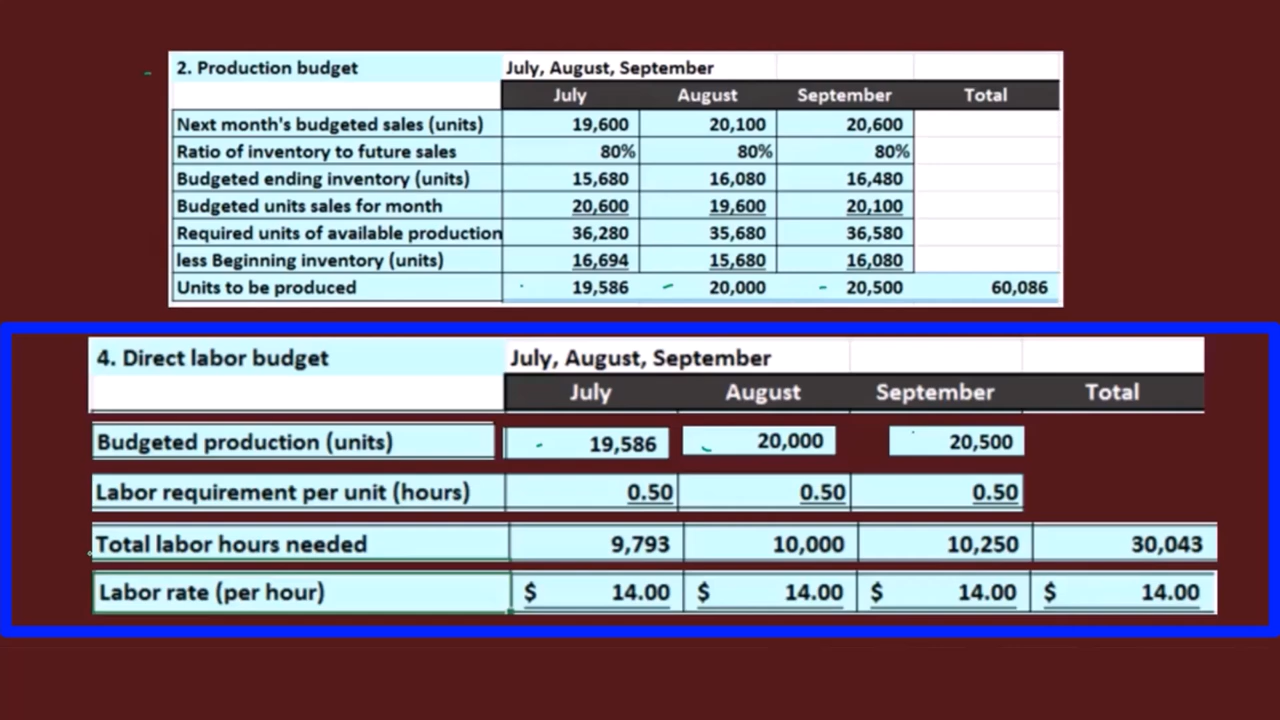 2. Production budget July, August, September
July August September Total
Next month's budgeted sales (units) 19,600 20,100 20,600
Ratio of inventory to future sales 80% 80% 80%
Budgeted ending inventory (units) 15,680 16,080 16,480
Budgeted units sales for month 20,600 19,600 20,100
Required units of available production 36,280 35,680 36,580
less Beginning inventory (units) 16,694 15,680 16,080
Units to be produced 19,586 20,000 20,500 60,086
4. Direct labor budget July, August, September
July August September Total
Budgeted production (units) 19,586 20,000 20,500
Labor requirement per unit (hours) 0.50 0.50 0.50
Total labor hours needed 9,793 10,000 10,250 30,043
Labor rate (per hour) $ 14.00 $ 14.00 $ 14.00 $ 14.00